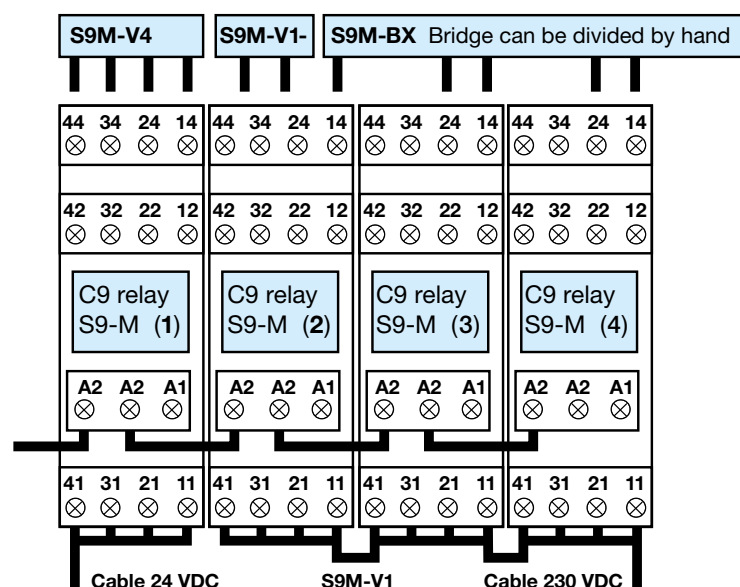 S9M-V4 S9M-V1- S9M-BX Bridge can be divided by hand
44 34 24 14 44 34 24 14 44 34 24 14 44 34 24 14
42 32 22 12 42 32 22 12 42 32 22 12 42 32 22 12
C9 relay C9 relay C9 relay C9 relay
S9-M (1) S9-M (2) S9-M (3) S9-M (4)
A2 A2 A1 A2 A2 A1 A2 A2 A1 A2 A2 A1
41 31 21 11 41 31 21 11 41 31 21 11 41 31 21 11
Cable 24 VDC S9M-V1 Cable 230 VDC